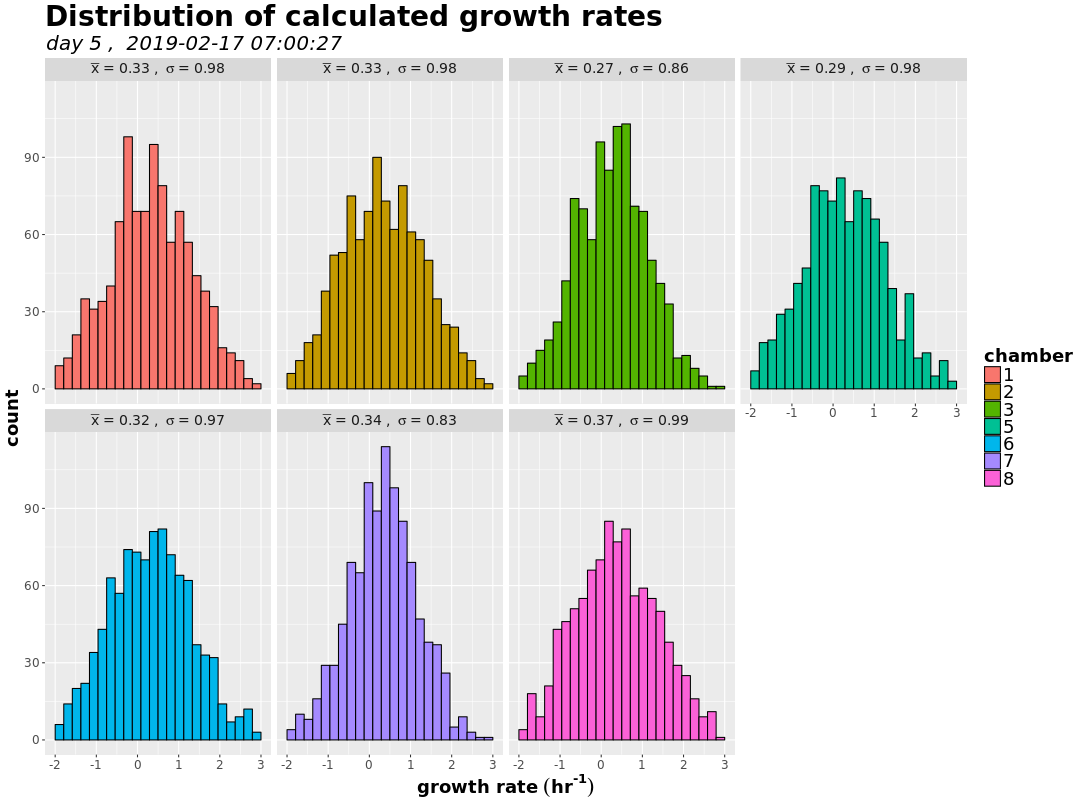 Distribution of calculated growth rates
day 5 , 2019-02-17 07:00:27
x̅ = 0.33 , σ = 0.98
x̅ = 0.33 , σ = 0.98
x̅ = 0.27 , σ = 0.86
x̅ = 0.29 , σ = 0.98
90
60
30
0
-2 -1 0 1 2 3
count
x̅ = 0.32 , σ = 0.97
x̅ = 0.34 , σ = 0.83
x̅ = 0.37 , σ = 0.99
90
60
30
0
-2 -1 0 1 2 3
-2 -1 0 1 2 3
-2 -1 0 1 2 3
growth rate (hr⁻¹)
chamber
1
2
3
5
6
7
8